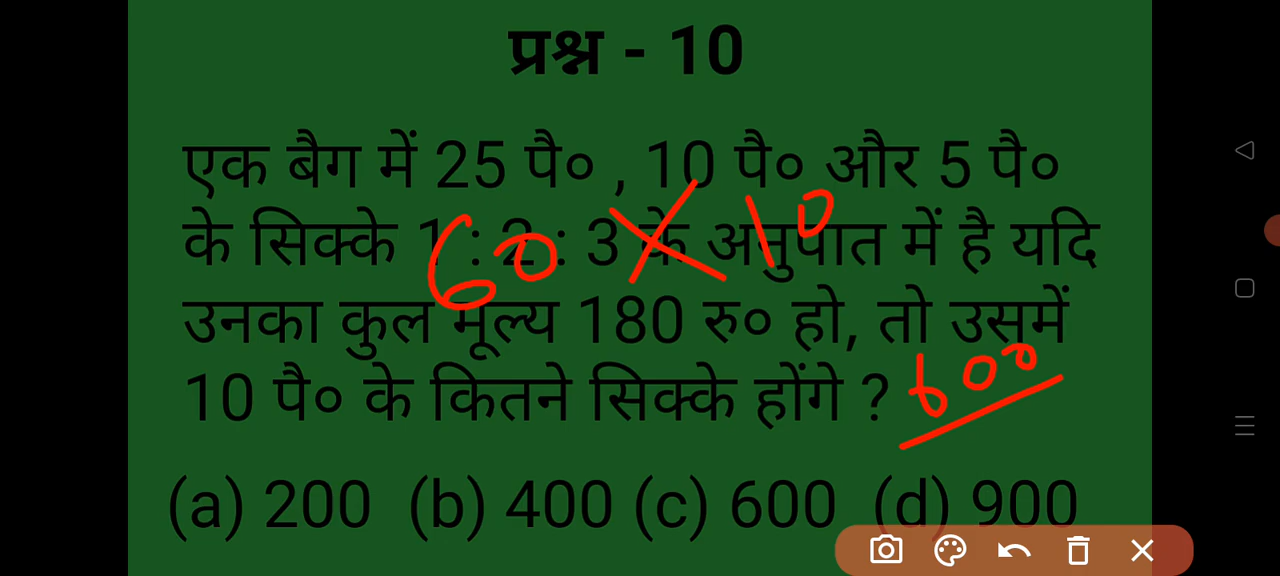 प्रश्न - 10
एक बैग में 25 पै० , 10 पै० और 5 पै०
के सिक्के 1 : 2 : 3 के अनुपात में है यदि
60 X 10
उनका कुल मूल्य 180 रु० हो, तो उसमें
10 पै० के कितने सिक्के होंगे ? 600
(a) 200 (b) 400 (c) 600 (d) 900